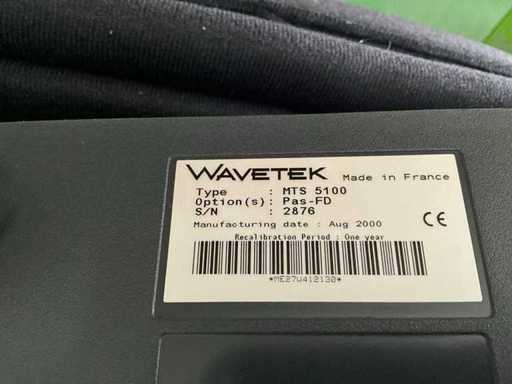 WAVETEK Made in France
Type : MTS 5100
Option(s): Pas-FD
S/N : 2876
Manufacturing date : Aug 2000
CE
Recalibration Period : One year
*ME27W412130*